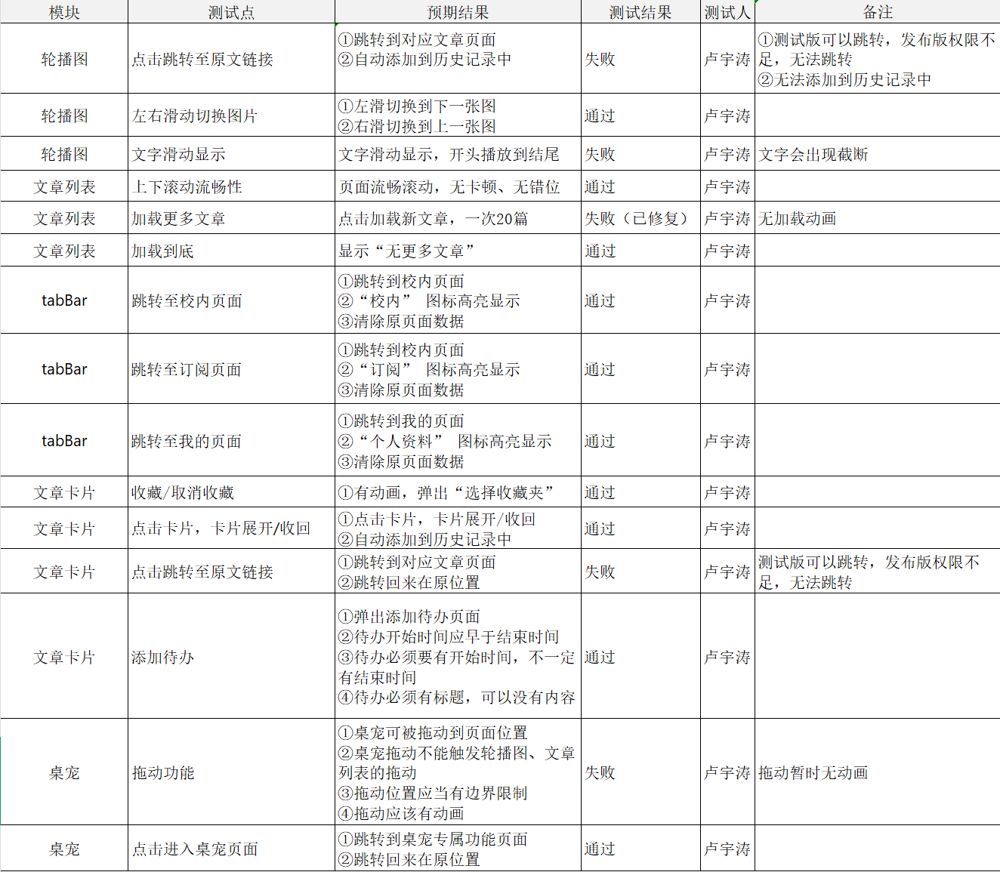 模块 测试点 预期结果 测试结果 测试人 备注
轮播图 点击跳转至原文链接 ①跳转到对应文章页面
②自动添加到历史记录中 失败 卢宇涛 ①测试版可以跳转，发布版权限不
足，无法跳转
②无法添加到历史记录中
轮播图 左右滑动切换图片 ①左滑切换到下一张图
②右滑切换到上一张图 通过 卢宇涛
轮播图 文字滑动显示 文字滑动显示，开头播放到结尾 失败 卢宇涛 文字会出现截断
文章列表 上下滚动流畅性 页面流畅滚动，无卡顿、无错位 通过 卢宇涛
文章列表 加载更多文章 点击加载新文章，一次20篇 失败（已修复） 卢宇涛 无加载动画
文章列表 加载到底 显示“无更多文章” 通过 卢宇涛
tabBar 跳转至校内页面 ①跳转到校内页面
②“校内” 图标高亮显示
③清除原页面数据 通过 卢宇涛
tabBar 跳转至订阅页面 ①跳转到校内页面
②“订阅” 图标高亮显示
③清除原页面数据 通过 卢宇涛
tabBar 跳转至我的页面 ①跳转到我的页面
②“个人资料” 图标高亮显示
③清除原页面数据 通过 卢宇涛
文章卡片 收藏/取消收藏 ①有动画，弹出“选择收藏夹” 通过 卢宇涛
文章卡片 点击卡片，卡片展开/收回 ①点击卡片，卡片展开/收回
②自动添加到历史记录中 通过 卢宇涛
文章卡片 点击跳转至原文链接 ①跳转到对应文章页面
②跳转回来在原位置 失败 卢宇涛 测试版可以跳转，发布版权限不
足，无法跳转
文章卡片 添加待办 ①弹出添加待办页面
②待办开始时间应早于结束时间
③待办必须要有开始时间，不一定
有结束时间
④待办必须有标题，可以没有内容 通过 卢宇涛
桌宠 拖动功能 ①桌宠可被拖动到页面位置
②桌宠拖动不能触发轮播图、文章
列表的拖动
③拖动位置应当有边界限制
④拖动应该有动画 失败 卢宇涛 拖动暂时无动画
桌宠 点击进入桌宠页面 ①跳转到桌宠专属功能页面
②跳转回来在原位置 通过 卢宇涛